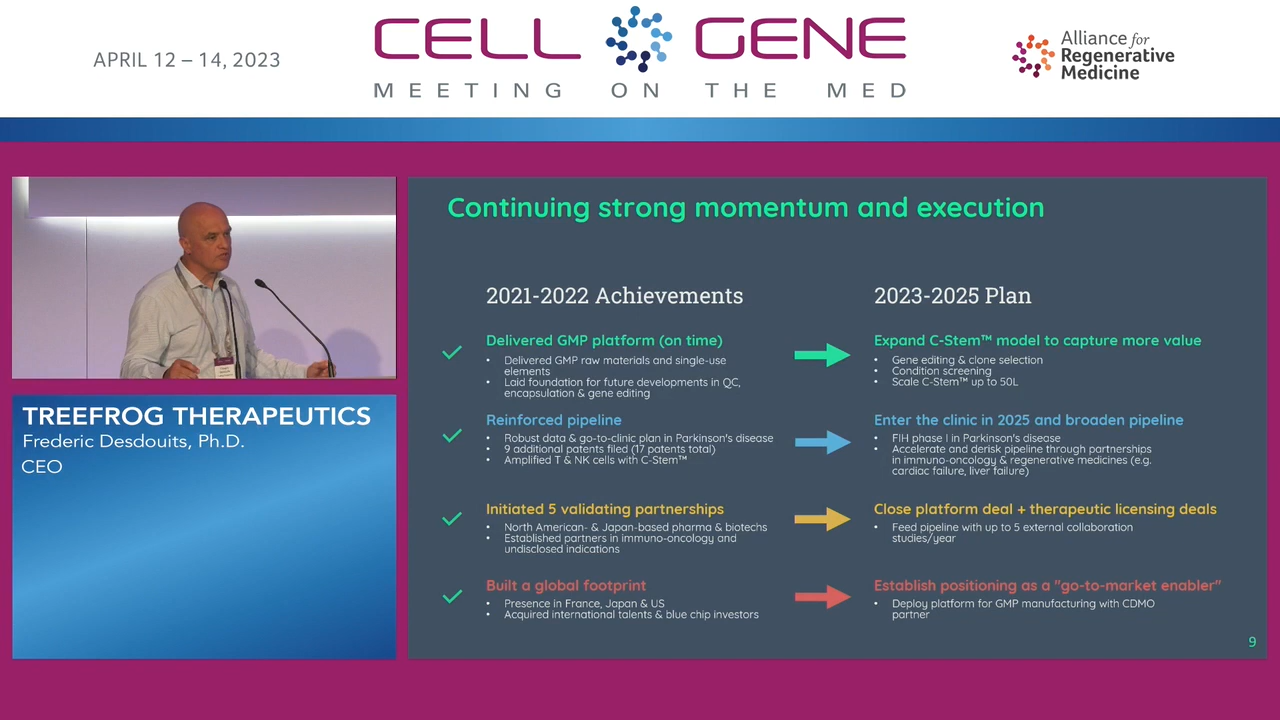 APRIL 12 – 14, 2023
CELL GENE
MEETING ON THE MED
Alliance for
Regenerative
Medicine
TREEFROG THERAPEUTICS
Frederic Desdouits, Ph.D.
CEO
Continuing strong momentum and execution
2021-2022 Achievements
Delivered GMP platform (on time)
• Delivered GMP raw materials and single-use
elements
• Laid foundation for future developments in QC,
encapsulation & gene editing
Reinforced pipeline
• Robust data & go-to-clinic plan in Parkinson's disease
• 9 additional patents filed (17 patents total)
• Amplified T & NK cells with C-Stem™
Initiated 5 validating partnerships
• North American- & Japan-based pharma & biotechs
• Established partners in immuno-oncology and
undisclosed indications
Built a global footprint
• Presence in France, Japan & US
• Acquired international talents & blue chip investors
2023-2025 Plan
Expand C-Stem™ model to capture more value
• Gene editing & clone selection
• Condition screening
• Scale C-Stem™ up to 50L
Enter the clinic in 2025 and broaden pipeline
• FIH phase I in Parkinson's disease
• Accelerate and derisk pipeline through partnerships
in immuno-oncology & regenerative medicines (e.g.
cardiac failure, liver failure)
Close platform deal + therapeutic licensing deals
• Feed pipeline with up to 5 external collaboration
studies/year
Establish positioning as a "go-to-market enabler"
• Deploy platform for GMP manufacturing with CDMO
partner
9